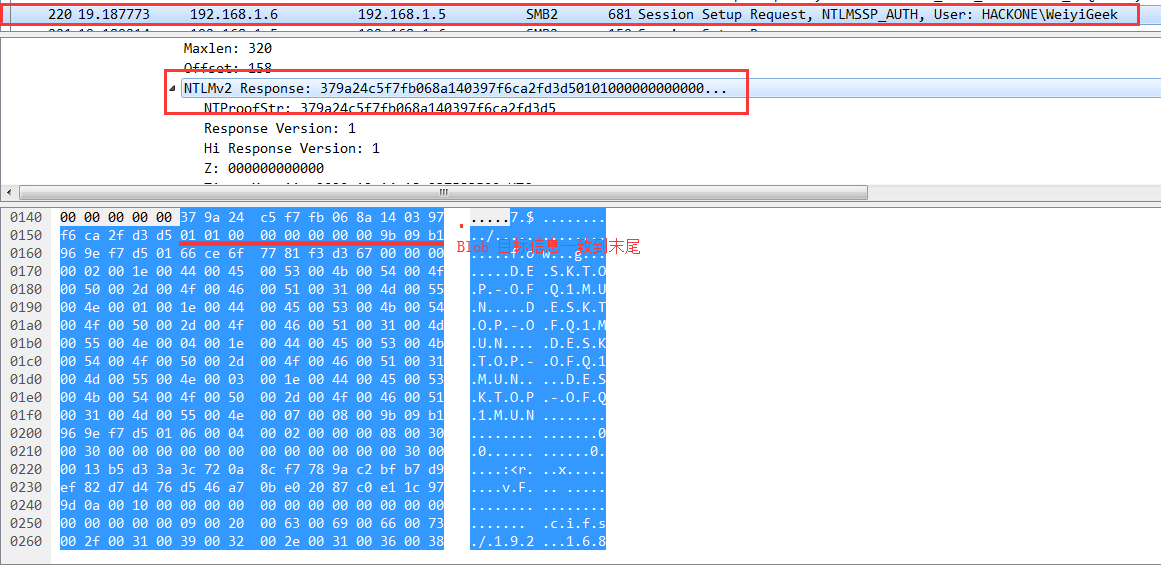 220 19.187773 192.168.1.6 192.168.1.5 SMB2 681 Session Setup Request, NTLMSSP_AUTH, User: HACKONE\WeiyiGeek
Maxlen: 320
Offset: 158
NTLMv2 Response: 379a24c5f7fb068a140397f6ca2fd3d50101000000000000...
NTProofStr: 379a24c5f7fb068a140397f6ca2fd3d5
Response Version: 1
Hi Response Version: 1
Z: 000000000000
0140 00 00 00 00 00 00 37 9a 24 c5 f7 fb 06 8a 14 03 97 .....7.$ ........
0150 f6 ca 2f d3 d5 01 01 00 00 00 00 00 00 00 9b 09 b1 ../..... ........
Blob 目标信息一致到末尾
0160 96 9e f7 d5 01 66 ce 6f 77 81 f3 d3 67 00 00 00 .....f.o w...g...
0170 00 02 00 1e 00 44 00 45 00 53 00 4b 00 54 00 4f .....D.E .S.K.T.O
0180 00 50 00 2d 00 4f 00 46 00 51 00 31 00 4d 00 55 .P.-.O.F .Q.1.M.U
0190 00 4e 00 01 00 1e 00 44 00 45 00 53 00 4b 00 54 .N.....D .E.S.K.T
01a0 00 4f 00 50 00 2d 00 4f 00 46 00 51 00 31 00 4d .O.P.-.O .F.Q.1.M
01b0 00 55 00 4e 00 04 00 1e 00 44 00 45 00 53 00 4b .U.N.... .D.E.S.K
01c0 00 54 00 4f 00 50 00 2d 00 4f 00 46 00 51 00 31 .T.O.P.- .O.F.Q.1
01d0 00 4d 00 55 00 4e 00 03 00 1e 00 44 00 45 00 53 .M.U.N.. ...D.E.S
01e0 00 4b 00 54 00 4f 00 50 00 2d 00 4f 00 46 00 51 .K.T.O.P .-.O.F.Q
01f0 00 31 00 4d 00 55 00 4e 00 07 00 08 00 9b 09 b1 .1.M.U.N ........
0200 96 9e f7 d5 01 06 00 04 00 02 00 00 00 08 00 30 ........ .......0
0210 00 30 00 00 00 00 00 00 00 00 00 00 00 00 30 00 .0...... ......0.
0220 00 13 b5 d3 3a 3c 72 0a 8c f7 78 9a c2 bf b7 d9 ....:<r. ..x.....
0230 ef 82 d7 d4 76 d5 46 a7 0b e0 20 87 c0 e1 1c 97 ....v.F. .. .....
0240 9d 0a 00 10 00 00 00 00 00 00 00 00 00 00 00 00 ........ ........
0250 00 00 00 00 00 09 00 20 00 63 00 69 00 66 00 73 ....... .c.i.f.s
0260 00 2f 00 31 00 39 00 32 00 2e 00 31 00 36 00 38 ./.1.9.2 ...1.6.8